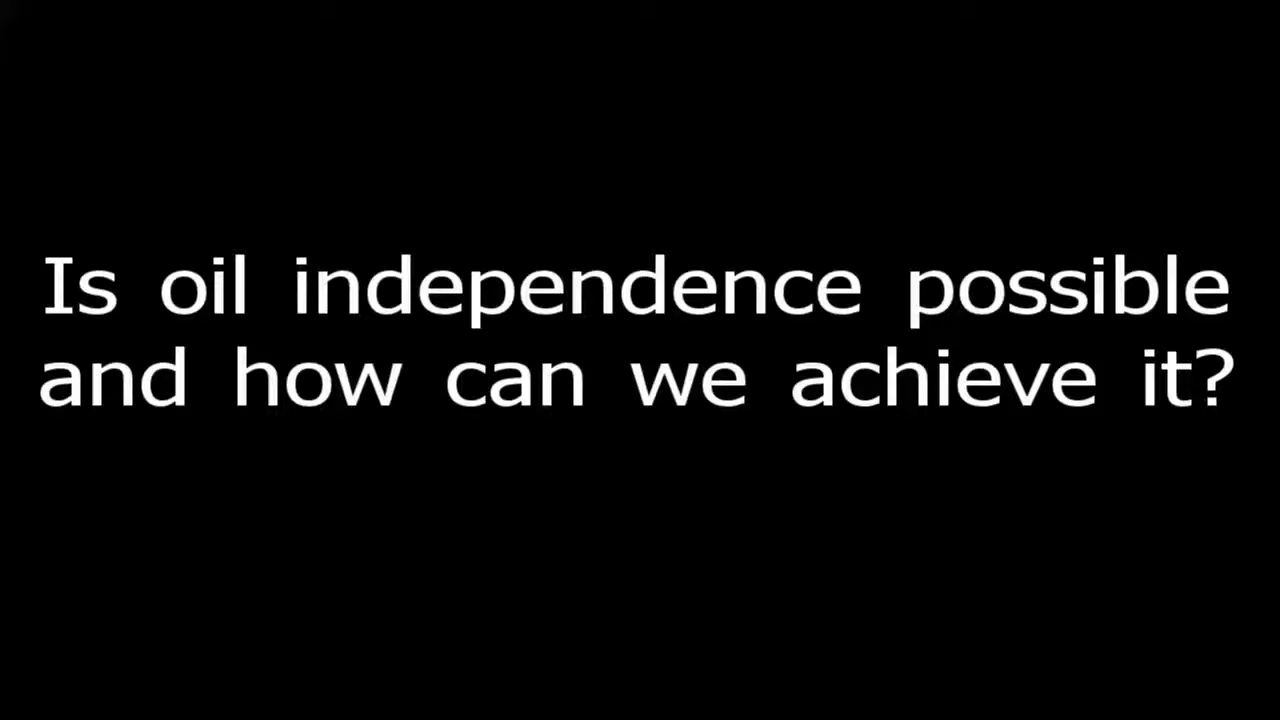 Is oil independence possible
and how can we achieve it?